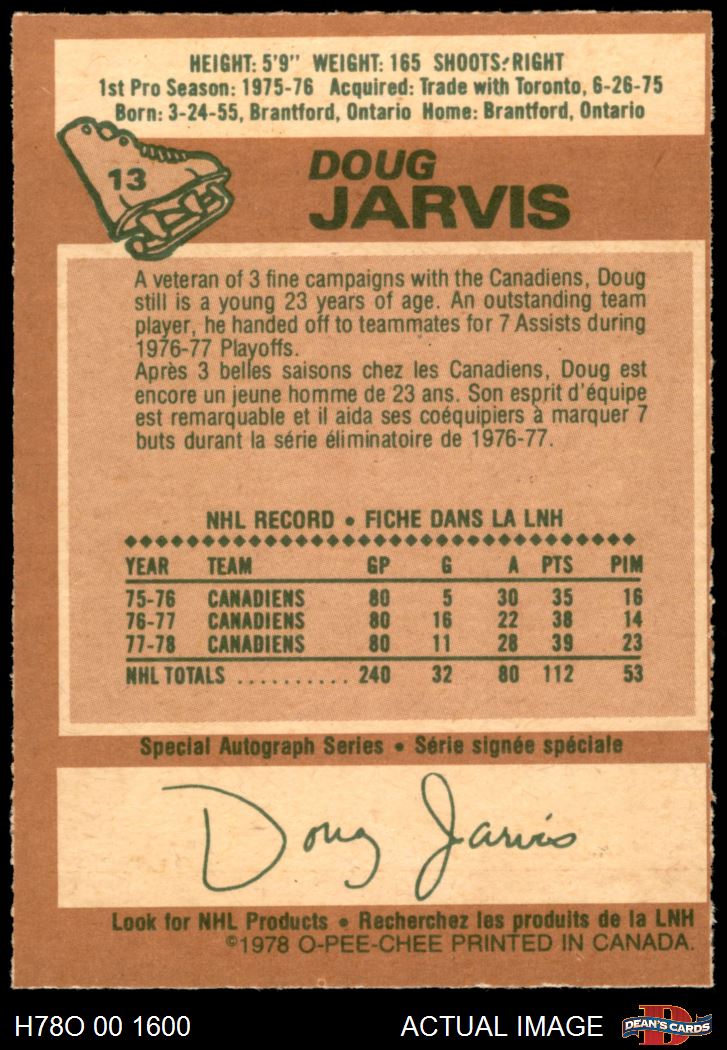 HEIGHT: 5'9" WEIGHT: 165 SHOOTS: RIGHT
1st Pro Season: 1975-76 Acquired: Trade with Toronto, 6-26-75
Born: 3-24-55, Brantford, Ontario Home: Brantford, Ontario
13
DOUG
JARVIS
A veteran of 3 fine campaigns with the Canadiens, Doug
still is a young 23 years of age. An outstanding team
player, he handed off to teammates for 7 Assists during
1976-77 Playoffs.
Après 3 belles saisons chez les Canadiens, Doug est
encore un jeune homme de 23 ans. Son esprit d'équipe
est remarquable et il aida ses coéquipiers à marquer 7
buts durant la série éliminatoire de 1976-77.
NHL RECORD • FICHE DANS LA LNH
YEAR TEAM GP G A PTS PIM
75-76 CANADIENS 80 5 30 35 16
76-77 CANADIENS 80 16 22 38 14
77-78 CANADIENS 80 11 28 39 23
NHL TOTALS .......... 240 32 80 112 53
Special Autograph Series • Série signée spéciale
Doug Jarvis
Look for NHL Products • Recherchez les produits de la LNH
©1978 O-PEE-CHEE PRINTED IN CANADA.
H78O 00 1600 ACTUAL IMAGE D DEAN'S CARDS